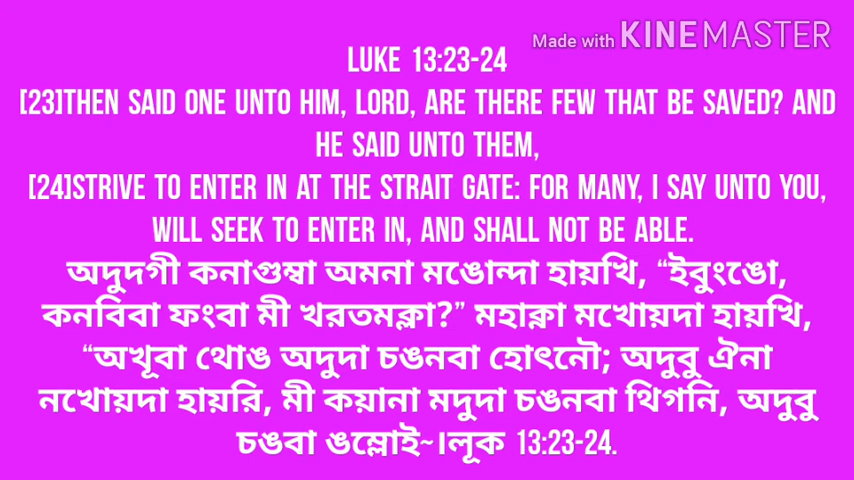 Made with KINEMASTER
LUKE 13:23-24
[23]THEN SAID ONE UNTO HIM, LORD, ARE THERE FEW THAT BE SAVED? AND
HE SAID UNTO THEM,
[24]STRIVE TO ENTER IN AT THE STRAIT GATE: FOR MANY, I SAY UNTO YOU,
WILL SEEK TO ENTER IN, AND SHALL NOT BE ABLE.
অদুদগী কনাগুম্বা অমনা মঙোন্দা হায়খি, “ইবুংঙো,
কনবিবা ফংবা মী খরতমক্লা?” মহাক্না মখোয়দা হায়খি,
“অখূবা থোঙ অদুদা চঙনবা হোৎনৌ; অদুবু ঐনা
নখোয়দা হায়রি, মী কয়ানা মদুদা চঙনবা থিগনি, অদুবু
চঙবা ঙম্লোই~।লূক 13:23-24.